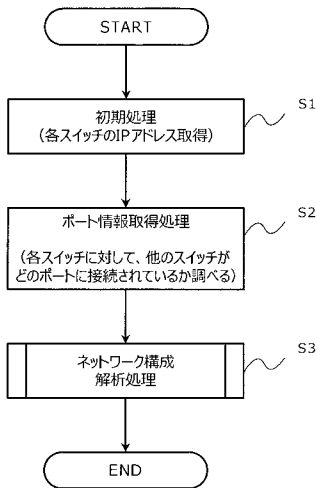 START
初期処理
(各スイッチのIPアドレス取得)
S1
ポート情報取得処理
(各スイッチに対して、他のスイッチが
どのポートに接続されているか調べる)
S2
ネットワーク構成
解析処理
S3
END